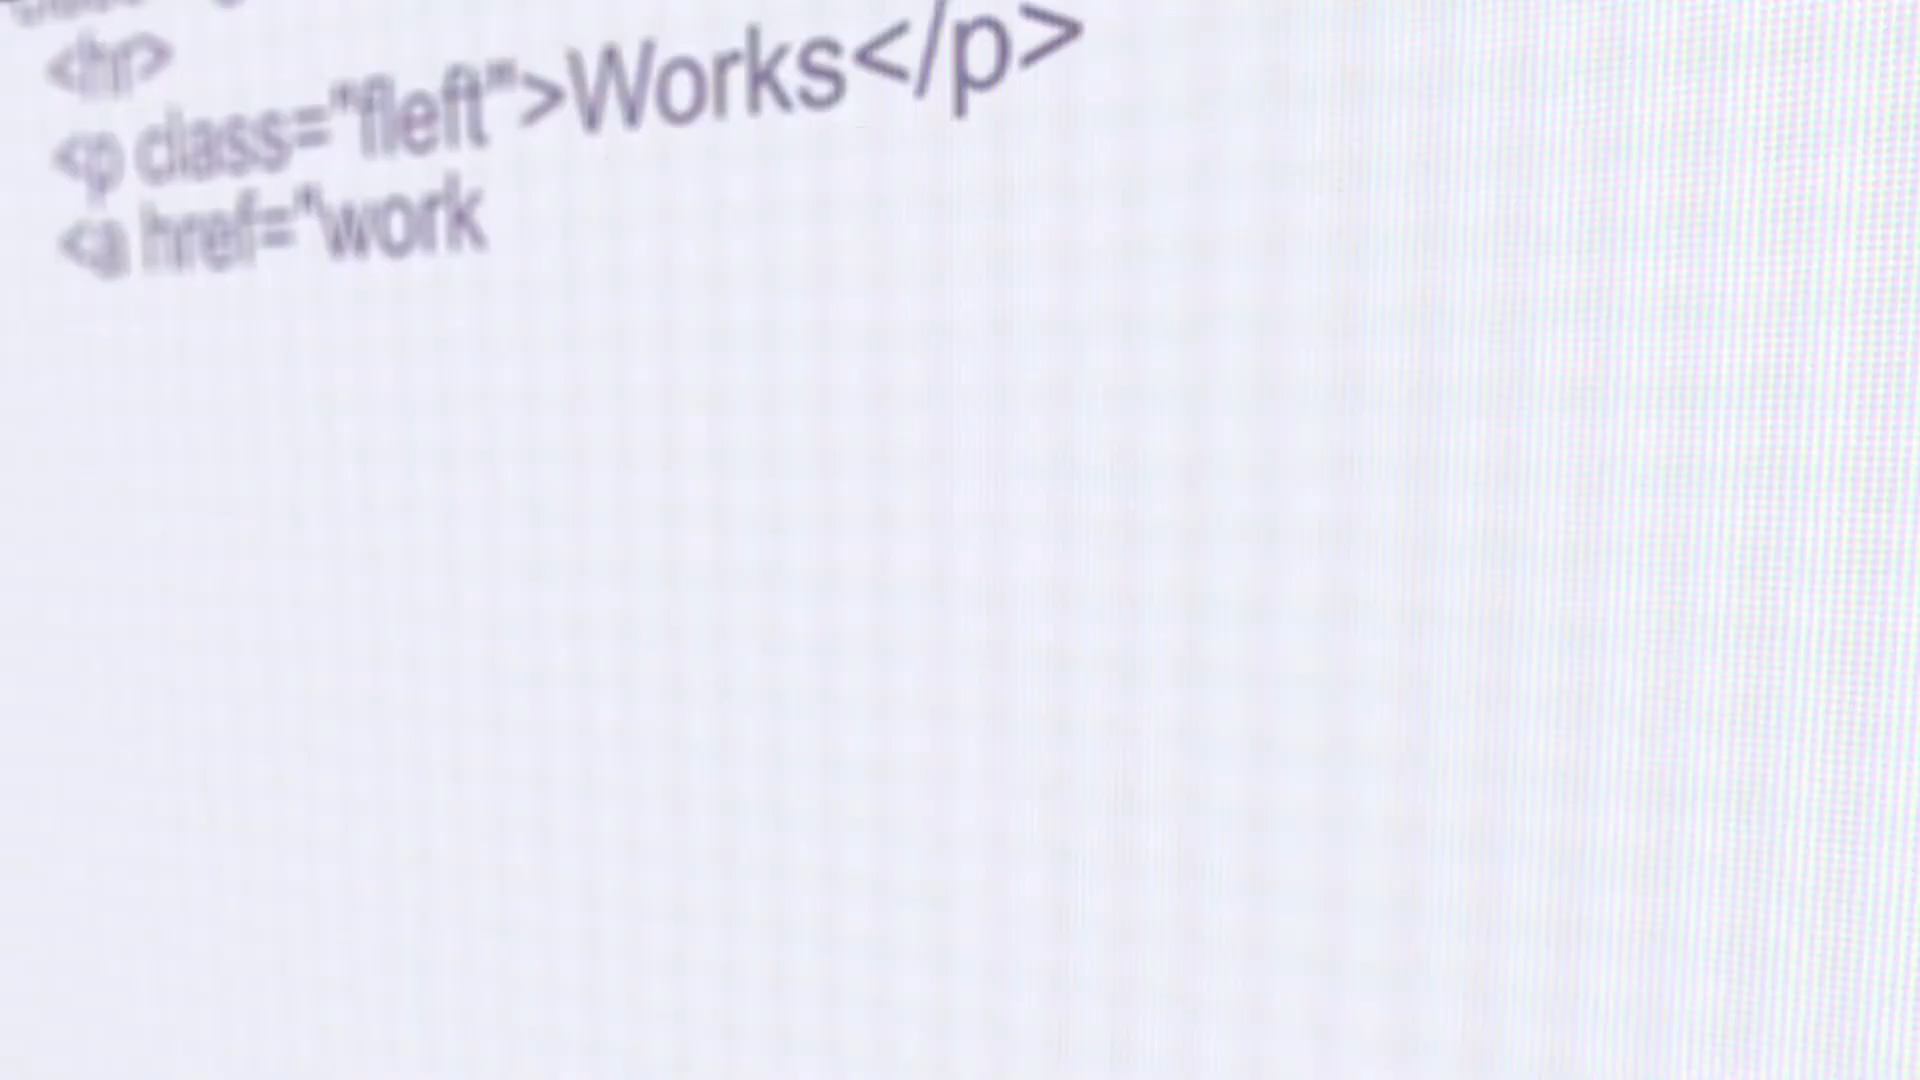 <hr>
<p class="fleft">Works</p>
<a href="work